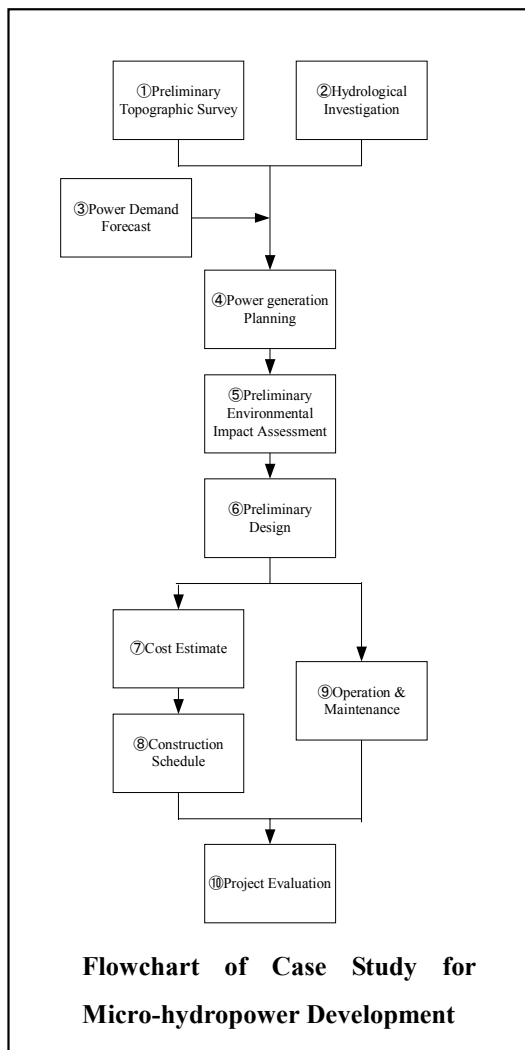 ①Preliminary
Topographic Survey
②Hydrological
Investigation
③Power Demand
Forecast
④Power generation
Planning
⑤Preliminary
Environmental
Impact Assessment
⑥Preliminary
Design
⑦Cost Estimate
⑧Construction
Schedule
⑨Operation &
Maintenance
⑩Project Evaluation
Flowchart of Case Study for
Micro-hydropower Development